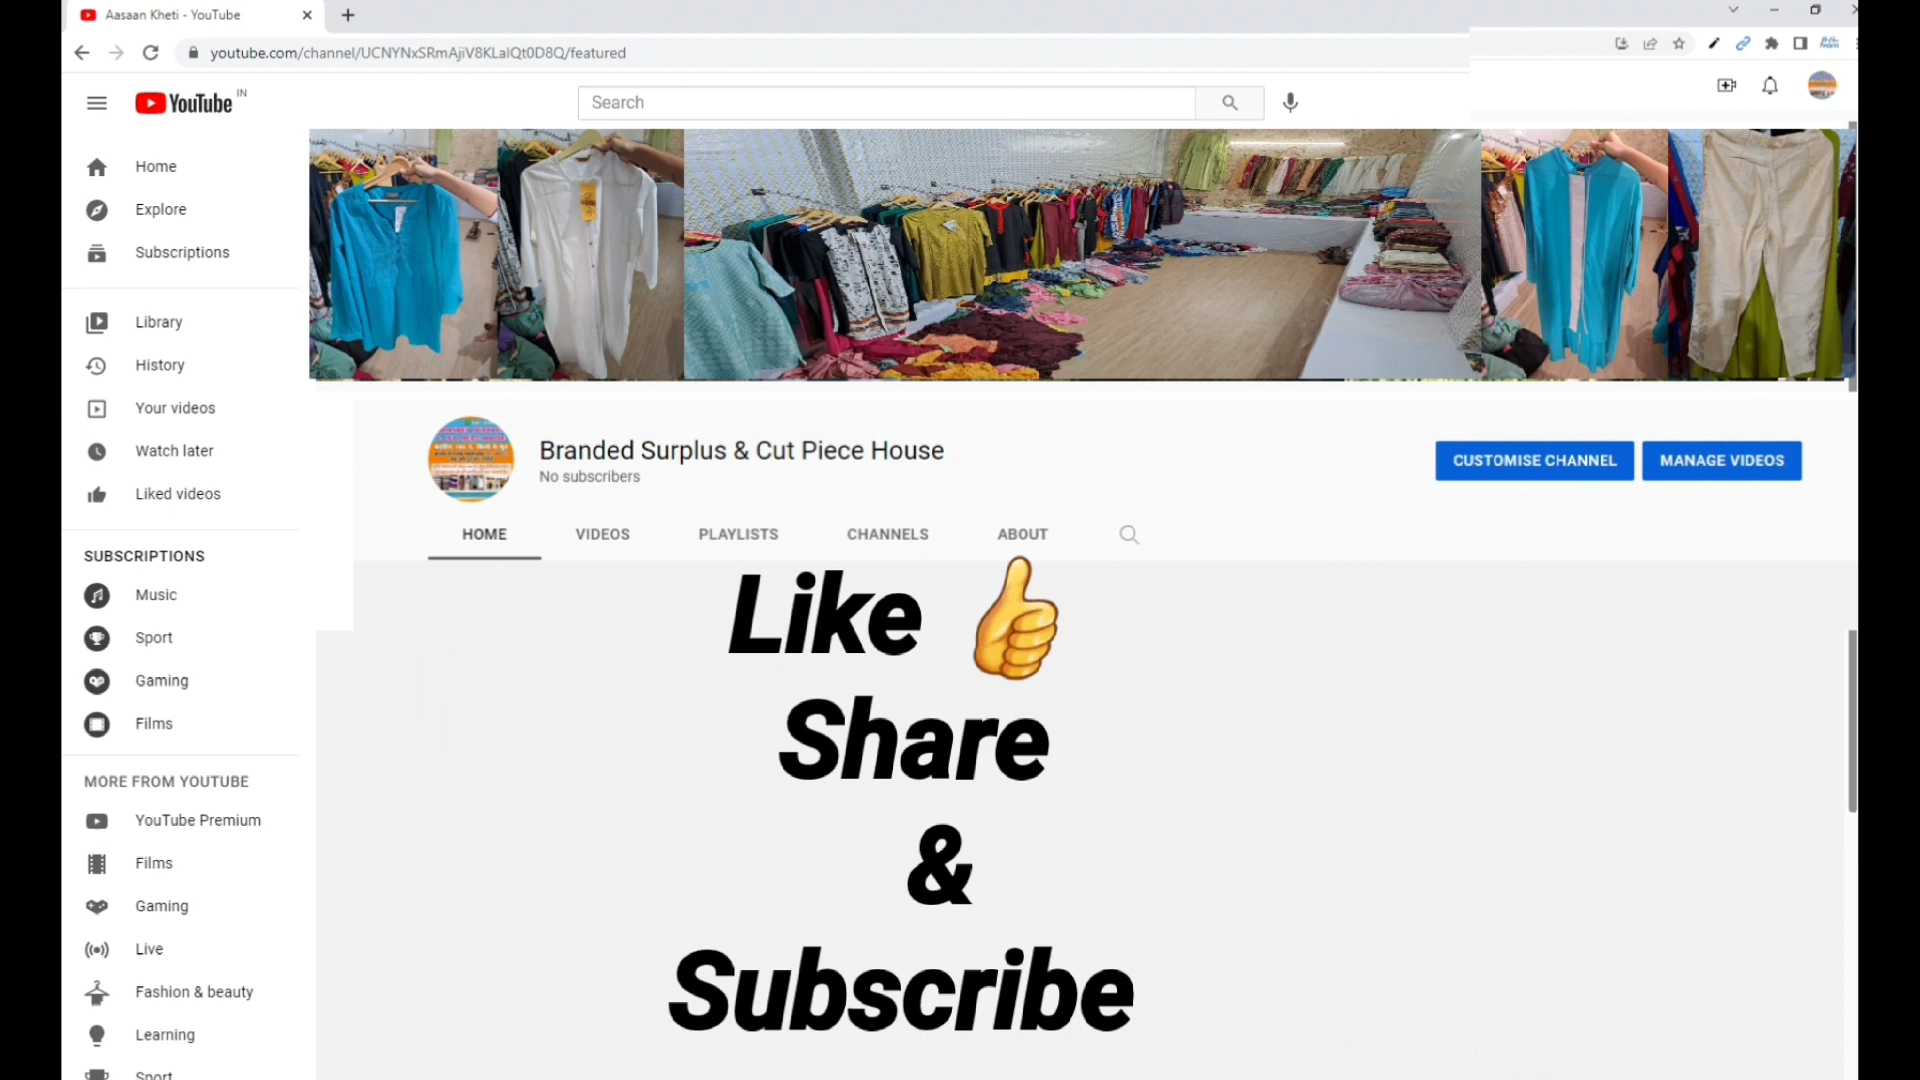 Aasaan Kheti - YouTube
youtube.com/channel/UCNYNxSRmAjiV8KLalQt0D8Q/featured
YouTube IN
Search
Home
Explore
Subscriptions
Library
History
Your videos
Watch later
Liked videos
SUBSCRIPTIONS
Music
Sport
Gaming
Films
MORE FROM YOUTUBE
YouTube Premium
Films
Gaming
Live
Fashion & beauty
Learning
Sport
Branded Surplus & Cut Piece House
No subscribers
CUSTOMISE CHANNEL
MANAGE VIDEOS
HOME VIDEOS PLAYLISTS CHANNELS ABOUT
Like 👍
Share
&
Subscribe